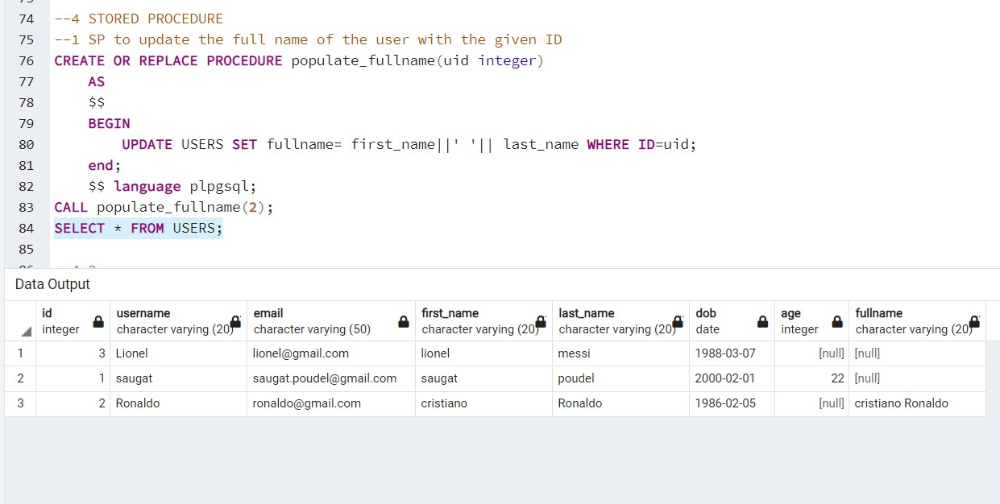 74 --4 STORED PROCEDURE
75 --1 SP to update the full name of the user with the given ID
76 CREATE OR REPLACE PROCEDURE populate_fullname(uid integer)
77 AS
78 $$
79 BEGIN
80 UPDATE USERS SET fullname= first_name||' '|| last_name WHERE ID=uid;
81 end;
82 $$ language plpgsql;
83 CALL populate_fullname(2);
84 SELECT * FROM USERS;
85
Data Output
id username email first_name last_name dob age fullname
integer character varying (20) character varying (50) character varying (20) character varying (20) date integer character varying (20)
1 3 Lionel lionel@gmail.com lionel messi 1988-03-07 [null] [null]
2 1 saugat saugat.poudel@gmail.com saugat poudel 2000-02-01 22 [null]
3 2 Ronaldo ronaldo@gmail.com cristiano Ronaldo 1986-02-05 [null] cristiano Ronaldo